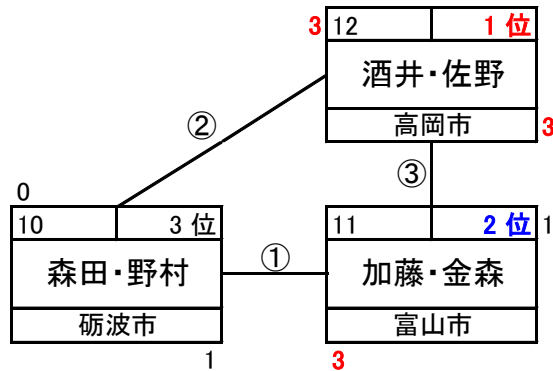 3 12 1 位
酒井・佐野
高岡市 3
②
③
0
10 3 位
森田・野村
砺波市
1
①
11 2 位 1
加藤・金森
富山市
3